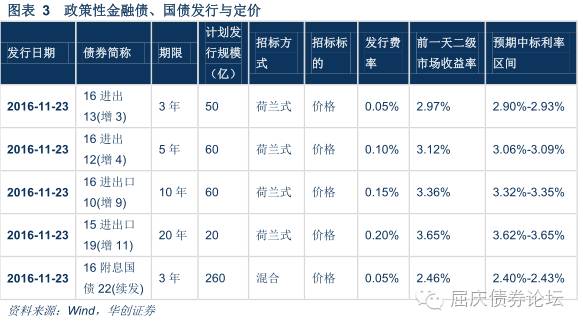 图表 3 政策性金融债、国债发行与定价
发行日期 债券简称 期限 计划发行规模（亿） 招标方式 招标标的 发行费率 前一天二级市场收益率 预期中标利率区间
2016-11-23 16 进出13(增 3) 3 年 50 荷兰式 价格 0.05% 2.97% 2.90%-2.93%
2016-11-23 16 进出12(增 4) 5 年 60 荷兰式 价格 0.10% 3.12% 3.06%-3.09%
2016-11-23 16 进出口10(增 9) 10 年 60 荷兰式 价格 0.15% 3.36% 3.32%-3.35%
2016-11-23 15 进出口19(增 11) 20 年 20 荷兰式 价格 0.20% 3.65% 3.62%-3.65%
2016-11-23 16 附息国债 22(续发) 3 年 260 混合 价格 0.05% 2.46% 2.40%-2.43%
资料来源：Wind，华创证券
屈庆债券论坛